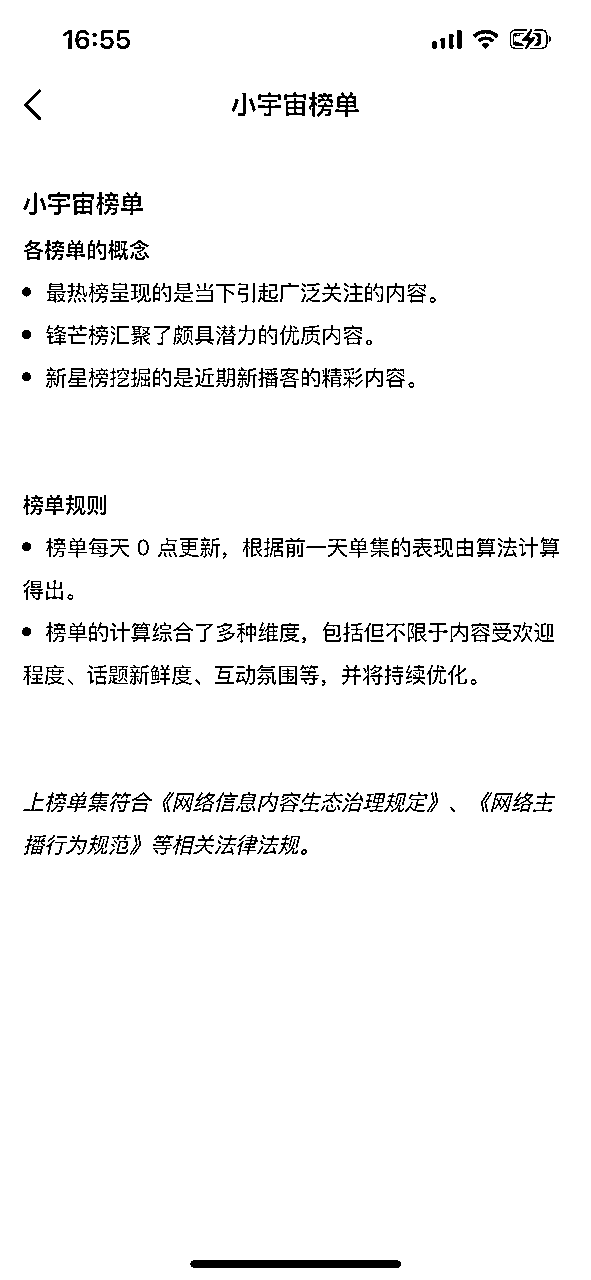 16:55
小宇宙榜单
小宇宙榜单
各榜单的概念
• 最热榜呈现的是当下引起广泛关注的内容。
• 锋芒榜汇聚了颇具潜力的优质内容。
• 新星榜挖掘的是近期新播客的精彩内容。
榜单规则
• 榜单每天 0 点更新，根据前一天单集的表现由算法计算
得出。
• 榜单的计算综合了多种维度，包括但不限于内容受欢迎
程度、话题新鲜度、互动氛围等，并将持续优化。
上榜单集符合《网络信息内容生态治理规定》、《网络主
播行为规范》等相关法律法规。